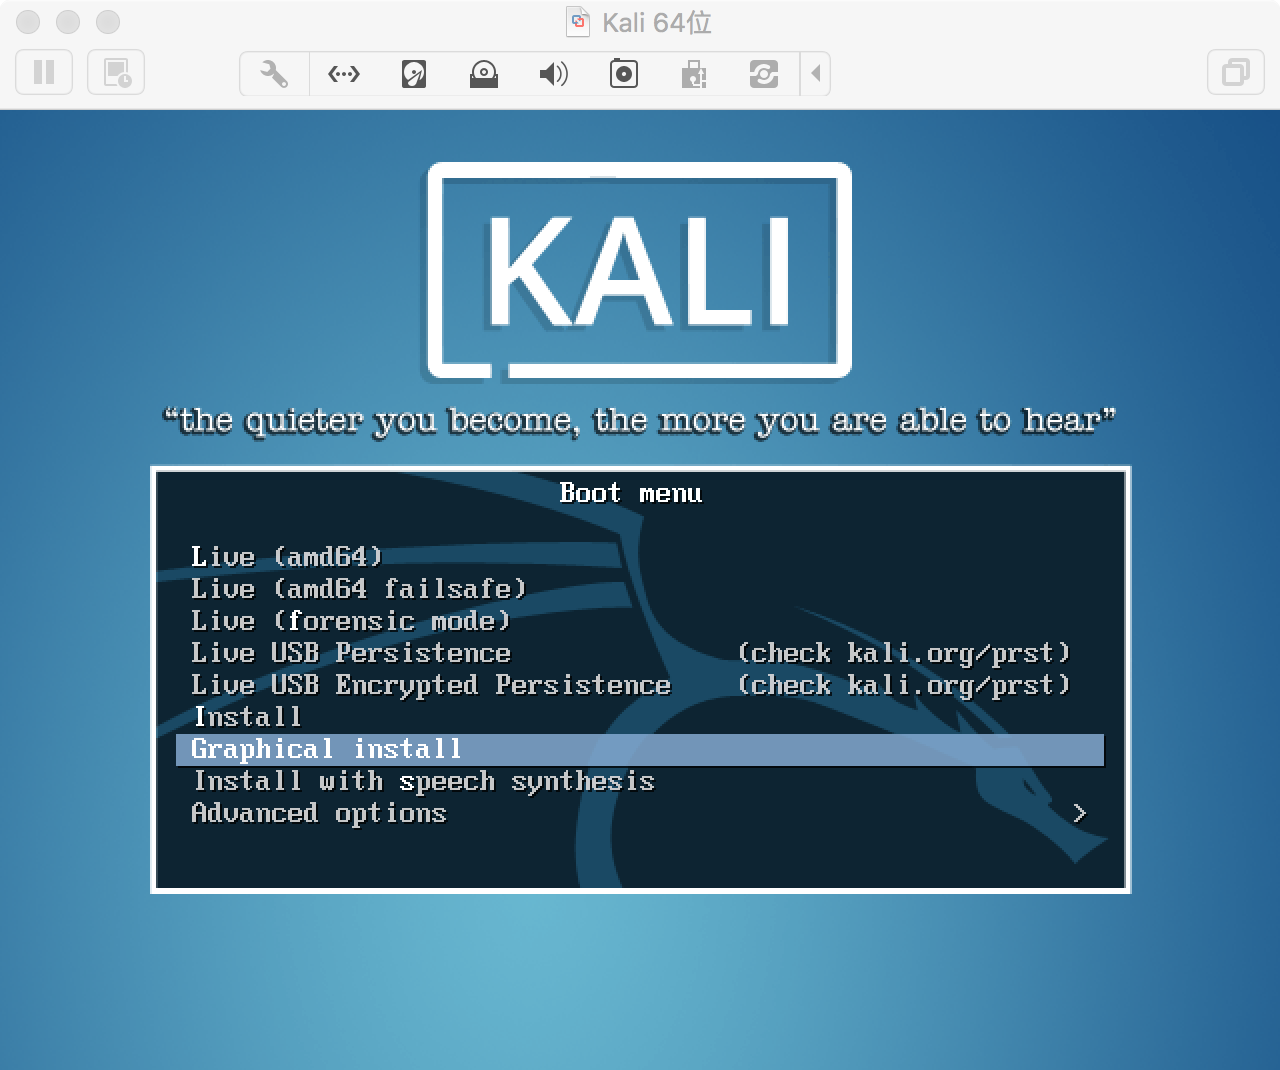 Kali 64位
KALI
“the quieter you become, the more you are able to hear”
Boot menu
Live (amd64)
Live (amd64 failsafe)
Live (forensic mode)
Live USB Persistence (check kali.org/prst)
Live USB Encrypted Persistence (check kali.org/prst)
Install
Graphical install
Install with speech synthesis
Advanced options >